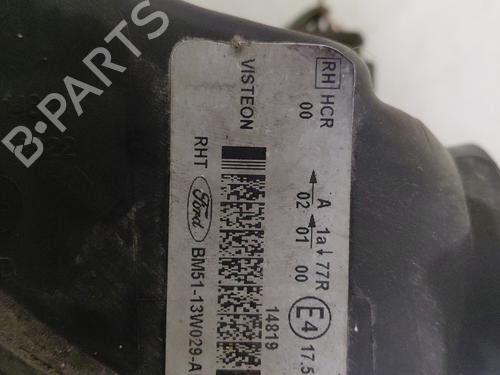 RH HCR
00
A 1a 77R
02 01 00
E4 17.5
VISTEON
14819
RHT Ford BM51-13W029-A
B-PARTS